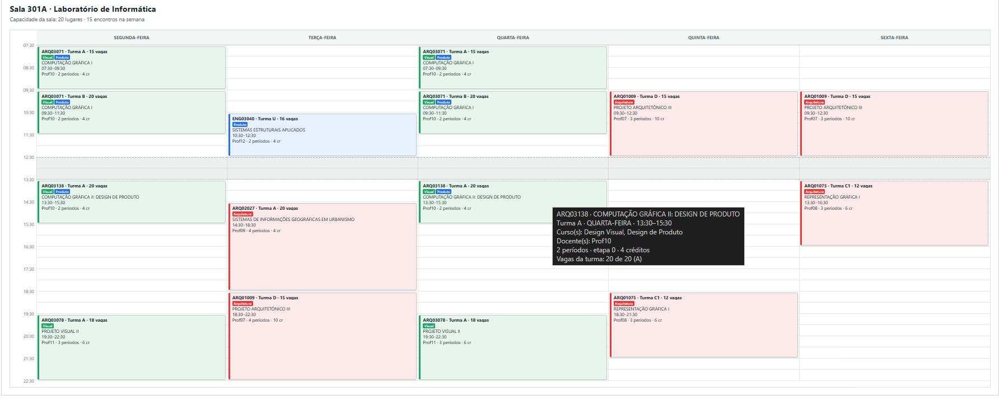 Sala 301A · Laboratório de Informática
Capacidade da sala: 20 lugares · 15 encontros na semana
SEGUNDA-FEIRA
TERÇA-FEIRA
QUARTA-FEIRA
QUINTA-FEIRA
SEXTA-FEIRA
07:30
08:30
09:30
10:30
11:30
12:30
13:30
14:30
15:30
16:30
17:30
18:30
19:30
20:30
21:30
22:30
ARQ03071 · Turma A · 15 vagas
Visual Produto
COMPUTAÇÃO GRÁFICA I
07:30–09:30
Prof10 · 2 períodos · 4 cr
ARQ03071 · Turma B · 20 vagas
Visual Produto
COMPUTAÇÃO GRÁFICA I
09:30–11:30
Prof10 · 2 períodos · 4 cr
ARQ03138 · Turma A · 20 vagas
Visual Produto
COMPUTAÇÃO GRÁFICA II: DESIGN DE PRODUTO
13:30–15:30
Prof10 · 2 períodos · 4 cr
ARQ03078 · Turma A · 18 vagas
Visual
PROJETO VISUAL II
19:30–22:30
Prof11 · 3 períodos · 6 cr
ENG03040 · Turma U · 16 vagas
Produto
SISTEMAS ESTRUTURAIS APLICADOS
10:30–12:30
Prof12 · 2 períodos · 4 cr
ARQ02027 · Turma A · 20 vagas
Arquitetura
SISTEMAS DE INFORMAÇÕES GEOGRÁFICAS EM URBANISMO
14:30–18:30
Prof09 · 4 períodos · 4 cr
ARQ01009 · Turma D · 15 vagas
Arquitetura
PROJETO ARQUITETÔNICO III
18:30–22:30
Prof07 · 4 períodos · 10 cr
ARQ03071 · Turma A · 15 vagas
Visual Produto
COMPUTAÇÃO GRÁFICA I
07:30–09:30
Prof10 · 2 períodos · 4 cr
ARQ03071 · Turma B · 20 vagas
Visual Produto
COMPUTAÇÃO GRÁFICA I
09:30–11:30
Prof10 · 2 períodos · 4 cr
ARQ03138 · Turma A · 20 vagas
Visual Produto
COMPUTAÇÃO GRÁFICA II: DESIGN DE PRODUTO
13:30–15:30
Prof10 · 2 períodos · 4 cr
ARQ03138 · COMPUTAÇÃO GRÁFICA II: DESIGN DE PRODUTO
Turma A · QUARTA-FEIRA · 13:30–15:30
Curso(s): Design Visual, Design de Produto
Docente(s): Prof10
2 períodos · etapa 0 · 4 créditos
Vagas da turma: 20 de 20 (A)
ARQ03078 · Turma A · 18 vagas
Visual
PROJETO VISUAL II
19:30–22:30
Prof11 · 3 períodos · 6 cr
ARQ01009 · Turma D · 15 vagas
Arquitetura
PROJETO ARQUITETÔNICO III
09:30–12:30
Prof07 · 3 períodos · 10 cr
ARQ01075 · Turma C1 · 12 vagas
Arquitetura
REPRESENTAÇÃO GRÁFICA I
18:30–21:30
Prof08 · 3 períodos · 6 cr
ARQ01009 · Turma D · 15 vagas
Arquitetura
PROJETO ARQUITETÔNICO III
09:30–12:30
Prof07 · 3 períodos · 10 cr
ARQ01075 · Turma C1 · 12 vagas
Arquitetura
REPRESENTAÇÃO GRÁFICA I
13:30–16:30
Prof08 · 3 períodos · 6 cr